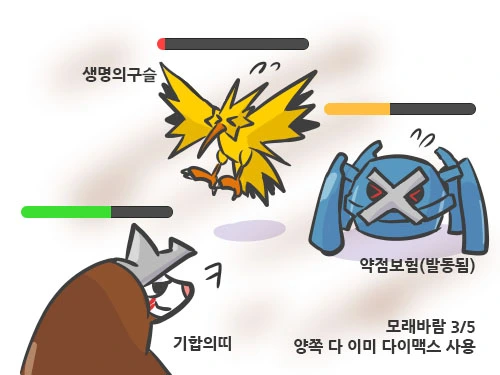 생명의구슬
약점보험(발동됨)
ㅋ
기합의띠
모래바람 3/5
양쪽 다 이미 다이맥스 사용